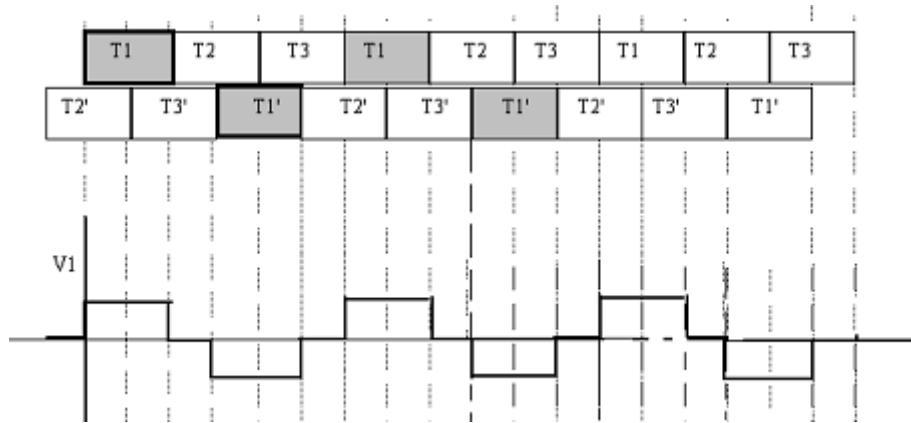 T1 T2 T3 T1 T2 T3 T1 T2 T3
T2' T3' T1' T2' T3' T1' T2' T3' T1'
V1